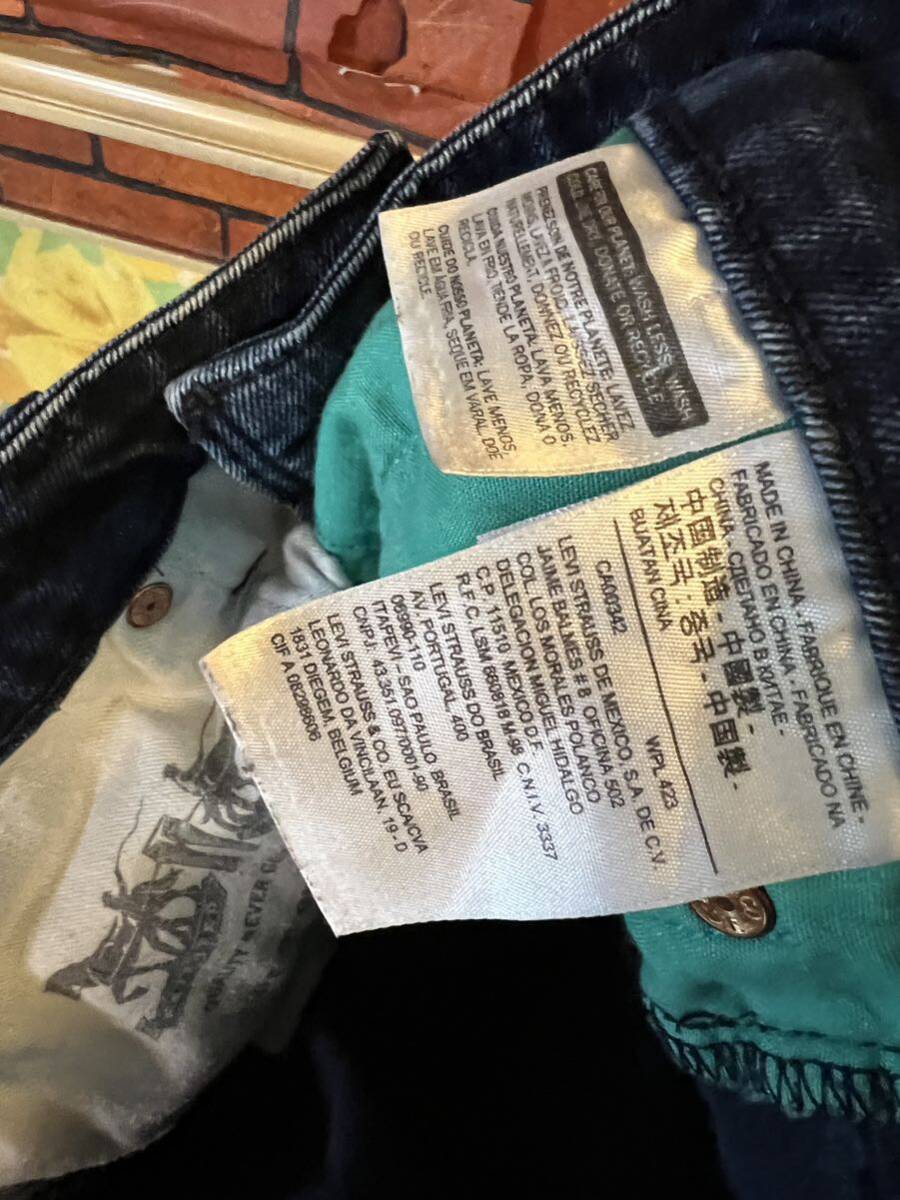 CARE FOR OUR PLANET: WASH LESS, WASH
COLD, LINE DRY, DONATE OR RECYCLE
PRENEZ SOIN DE NOTRE PLANÈTE: LAVEZ
MOINS, LAVEZ À FROID, LAISSEZ SÉCHER
NATURELLEMENT, DONNEZ OU RECYCLEZ
CUIDA NUESTRO PLANETA: LAVA MENOS,
LAVA EN FRÍO, TIENDE LA ROPA, DONA O
RECICLA.
CUIDE DO NOSSO PLANETA: LAVE MENOS,
LAVE EM ÁGUA FRIA, SEQUE EM VARAL, DOE
OU RECICLE.
MADE IN CHINA - FABRIQUE EN CHINE -
FABRICADO EN CHINA - FABRICADO NA
CHINA - СДЕЛАНО В КИТАЕ -
中國制造 - 中國製 -
제조국 : 중국 - 中国製 -
BUATAN CINA
CA00342 WPL 423
LEVI STRAUSS DE MEXICO, S.A. DE C.V.
JAIME BALMES # 8 OFICINA 502
COL. LOS MORALES POLANCO
DELEGACION MIGUEL HIDALGO
C.P. 11510 MEXICO D.F.
R.F.C. LSM 660818 M 98 C.N.I.V. 3337
LEVI STRAUSS DO BRASIL
AV. PORTUGAL, 400
06690-110
ITAPEVI - SAO PAULO BRASIL
CNPJ. 43.351.097/0001-90
LEVI STRAUSS & CO. EU SCA/CVA
LEONARDO DA VINCILAAN, 19 - D
1831 DIEGEM, BELGIUM
CIF A 08286606
QUALITY NEVER